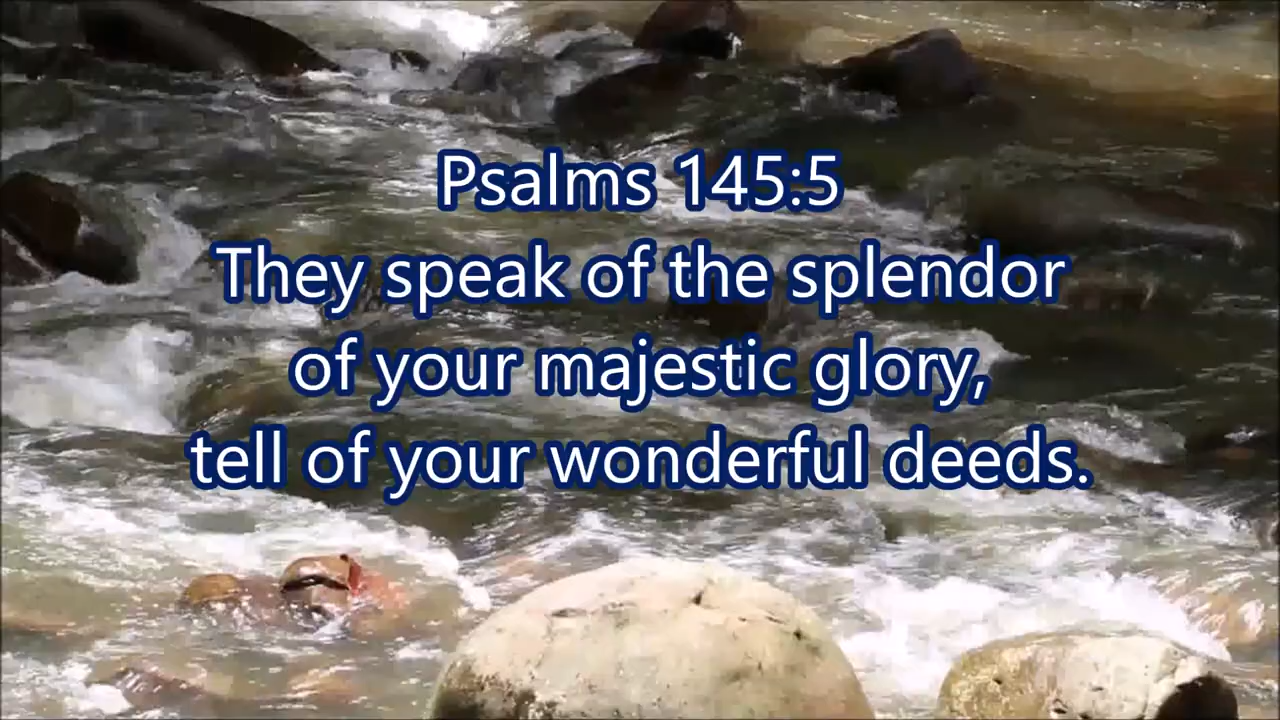 Psalms 145:5
They speak of the splendor
of your majestic glory,
tell of your wonderful deeds.